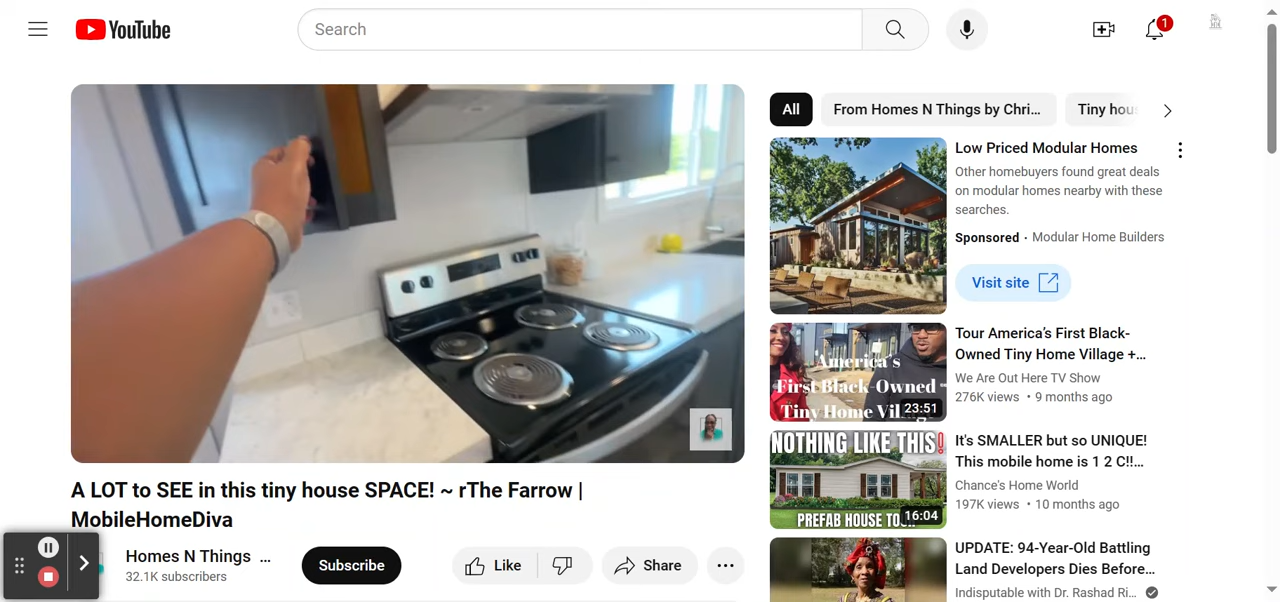 YouTube
Search
1
A LOT to SEE in this tiny house SPACE! ~ rThe Farrow |
MobileHomeDiva
Homes N Things ...
32.1K subscribers
Subscribe
Like
Share
All
From Homes N Things by Chri...
Tiny hou
Low Priced Modular Homes
Other homebuyers found great deals
on modular homes nearby with these
searches.
Sponsored · Modular Home Builders
Visit site
America's
First Black-Owned
Tiny Home Vil
23:51
Tour America's First Black-
Owned Tiny Home Village +...
We Are Out Here TV Show
276K views • 9 months ago
NOTHING LIKE THIS!
PREFAB HOUSE TO
16:04
It's SMALLER but so UNIQUE!
This mobile home is 1 2 C!!...
Chance's Home World
197K views • 10 months ago
UPDATE: 94-Year-Old Battling
Land Developers Dies Before...
Indisputable with Dr. Rashad Ri...